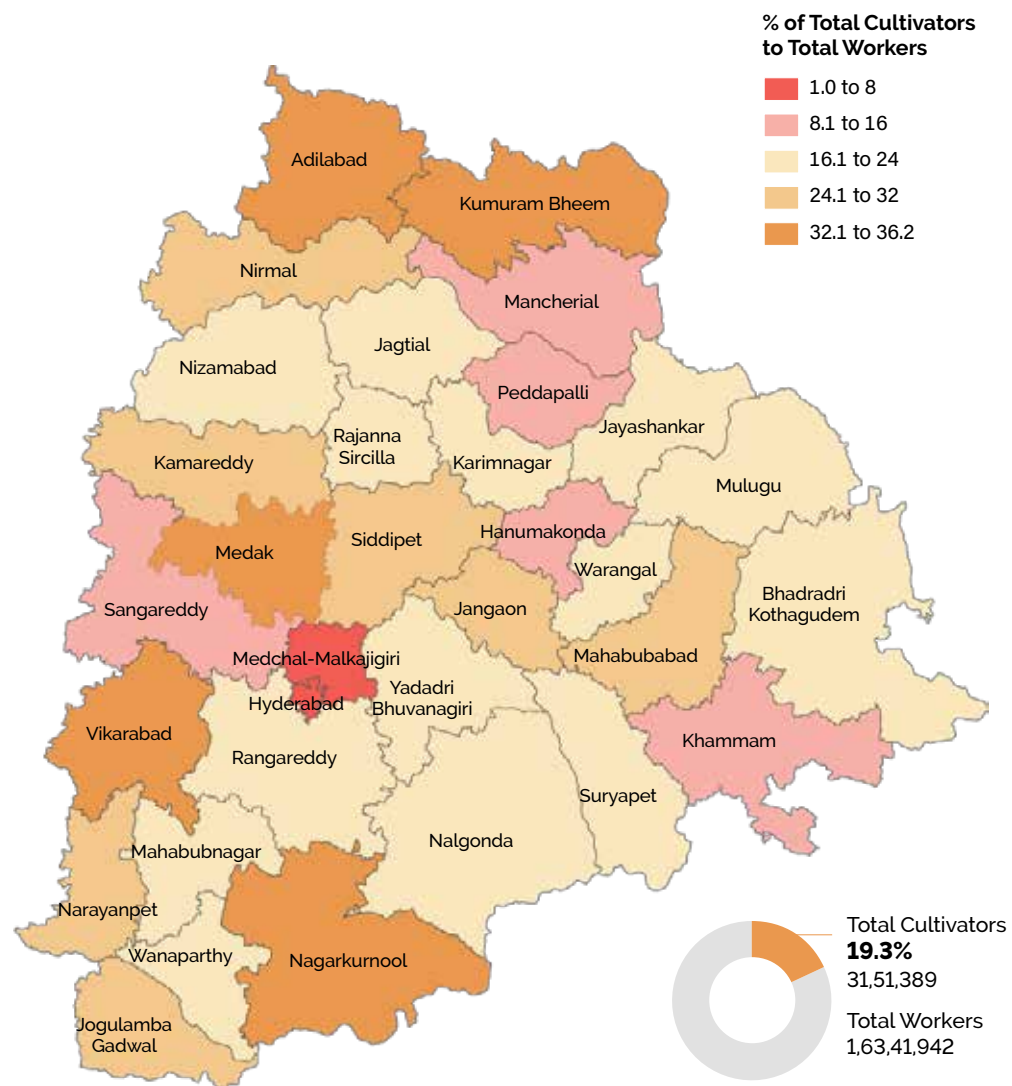 % of Total Cultivators
to Total Workers
1.0 to 8
8.1 to 16
16.1 to 24
24.1 to 32
32.1 to 36.2
Adilabad
Kumuram Bheem
Nirmal
Mancherial
Jagtial
Nizamabad
Peddapalli
Jayashankar
Rajanna
Sircilla
Kamareddy
Karimnagar
Mulugu
Hanumakonda
Siddipet
Medak
Warangal
Bhadradri
Kothagudem
Sangareddy
Jangaon
Mahabubabad
Medchal-Malkajigiri
Yadadri
Bhuvanagiri
Hyderabad
Vikarabad
Khammam
Rangareddy
Suryapet
Nalgonda
Mahabubnagar
Narayanpet
Wanaparthy
Nagarkurnool
Jogulamba
Gadwal
Total Cultivators
19.3%
31,51,389
Total Workers
1,63,41,942